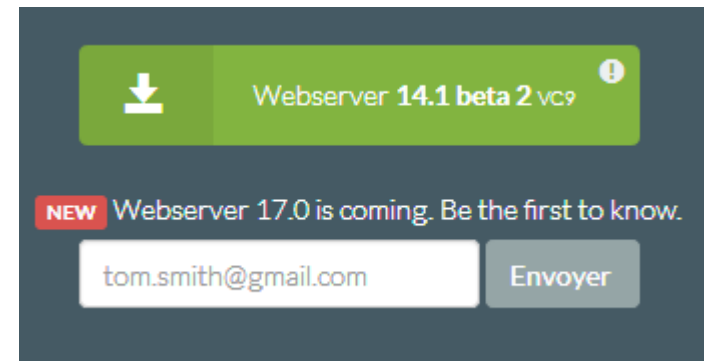 Webserver 14.1 beta 2 VC9
NEW Webserver 17.0 is coming. Be the first to know.
tom.smith@gmail.com Envoyer